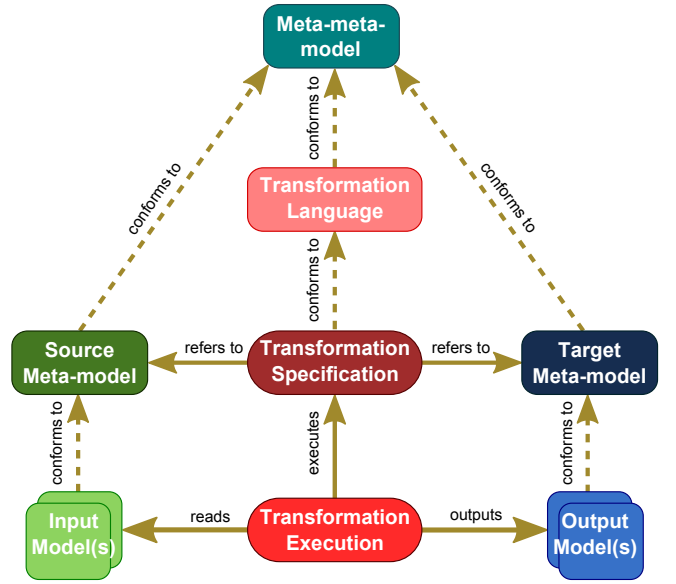 Meta-meta-
model
conforms to
conforms to
conforms to
Transformation
Language
conforms to
Source
Meta-model
refers to
Transformation
Specification
refers to
Target
Meta-model
conforms to
executes
conforms to
Input
Model(s)
reads
Transformation
Execution
outputs
Output
Model(s)